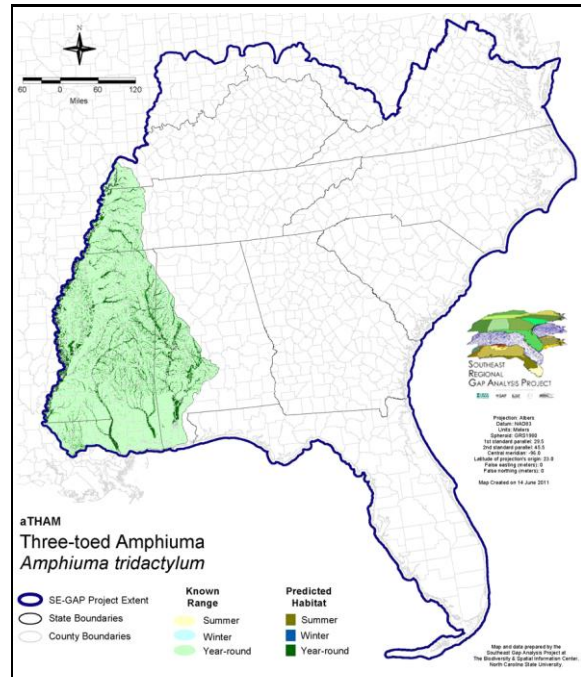 N
60 0 60 120
Miles
SOUTHEAST
REGIONAL
GAP ANALYSIS PROJECT
Projection: Albers
Datum: NAD83
Units: Meters
Spheroid: GRS1980
1st standard parallel: 29.5
2nd standard parallel: 45.5
Central meridian: -96.0
Latitude of projection's origin: 23.0
False easting (meters): 0
False northing (meters): 0
Map Created on 14 June 2011
aTHAM
Three-toed Amphiuma
Amphiuma tridactylum
SE-GAP Project Extent
State Boundaries
County Boundaries
Known
Range
Summer
Winter
Year-round
Predicted
Habitat
Summer
Winter
Year-round
Map and data prepared by the
Southeast Gap Analysis Project at
The Biodiversity & Spatial Information Center,
North Carolina State University.